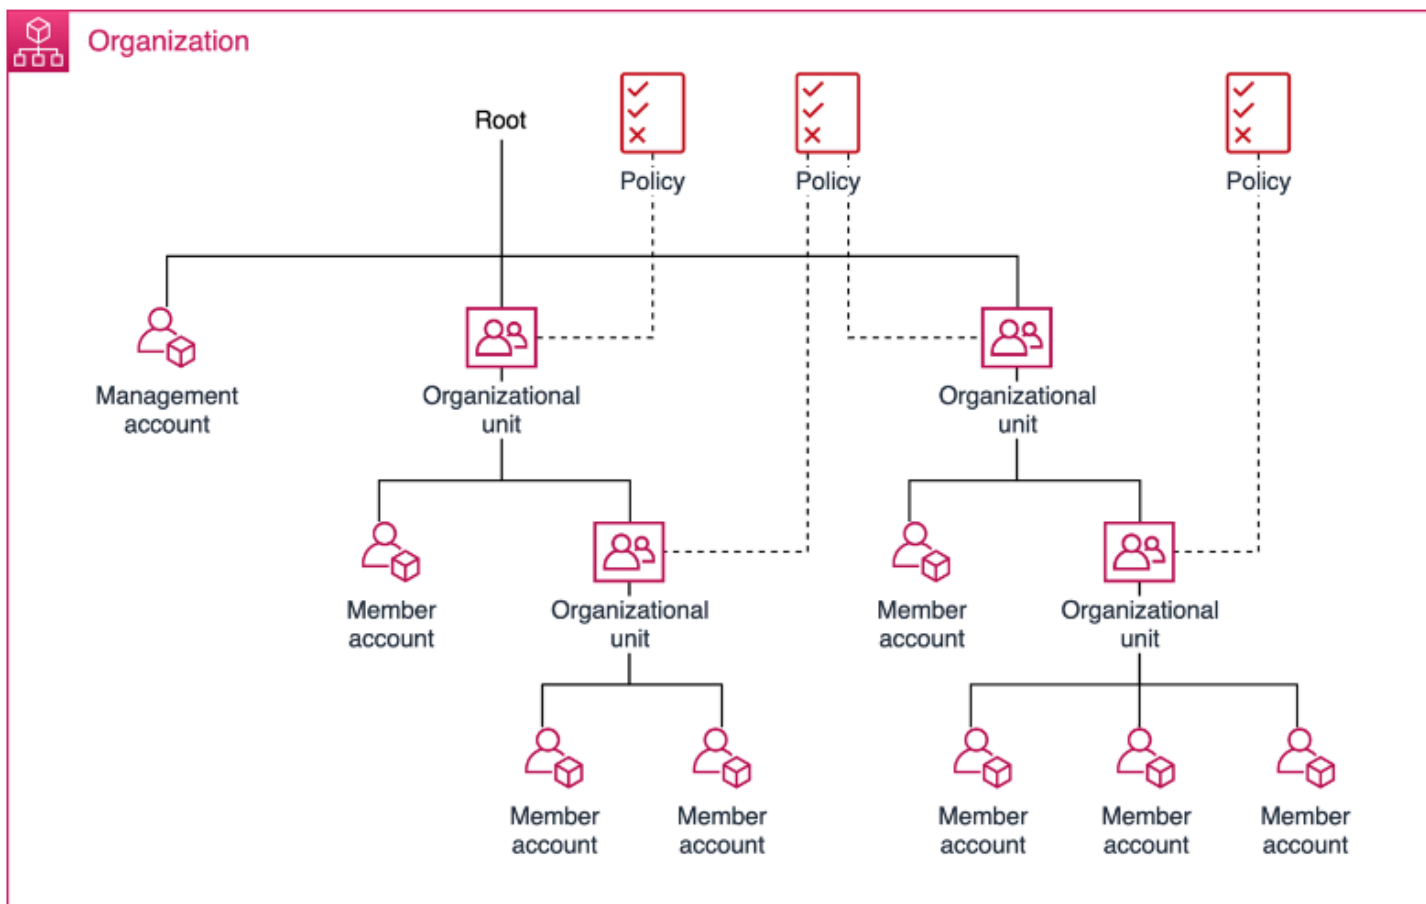 Organization
Root
Policy
Policy
Policy
Management
account
Organizational
unit
Organizational
unit
Member
account
Organizational
unit
Member
account
Organizational
unit
Member
account
Member
account
Member
account
Member
account
Member
account